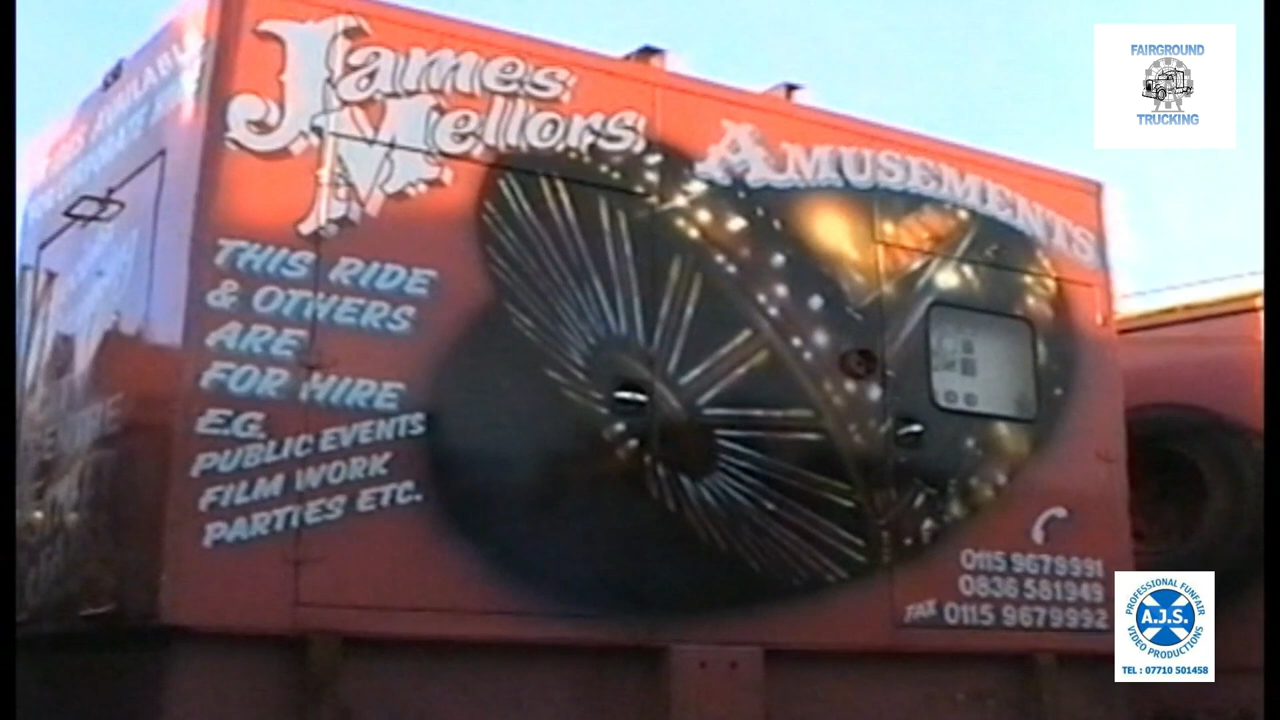 James
Mellors
AMUSEMENTS
THIS RIDE
& OTHERS
ARE
FOR HIRE
E.G.
PUBLIC EVENTS
FILM WORK
PARTIES ETC.
0115 9679991
0836 581949
FAX 0115 9679992
AVAILABLE
FAIRGROUND
TRUCKING
PROFESSIONAL FUNFAIR
A.J.S.
VIDEO PRODUCTIONS
TEL : 07710 501458